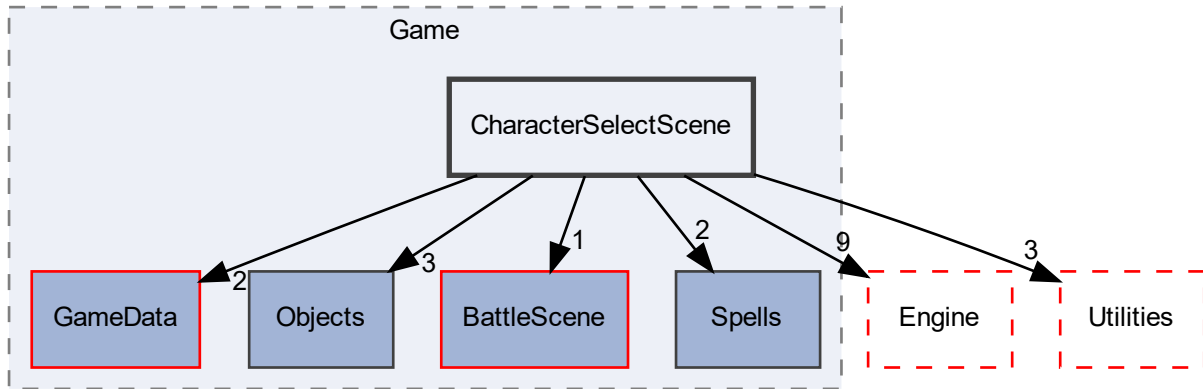 Game
CharacterSelectScene
2
3
1
2
9
3
GameData
Objects
BattleScene
Spells
Engine
Utilities